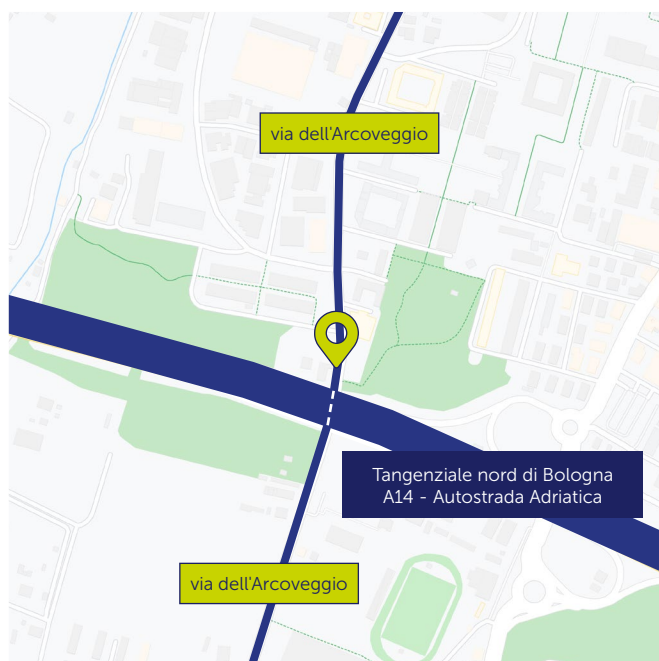 via dell'Arcoveggio
Tangenziale nord di Bologna
A14 - Autostrada Adriatica
via dell'Arcoveggio